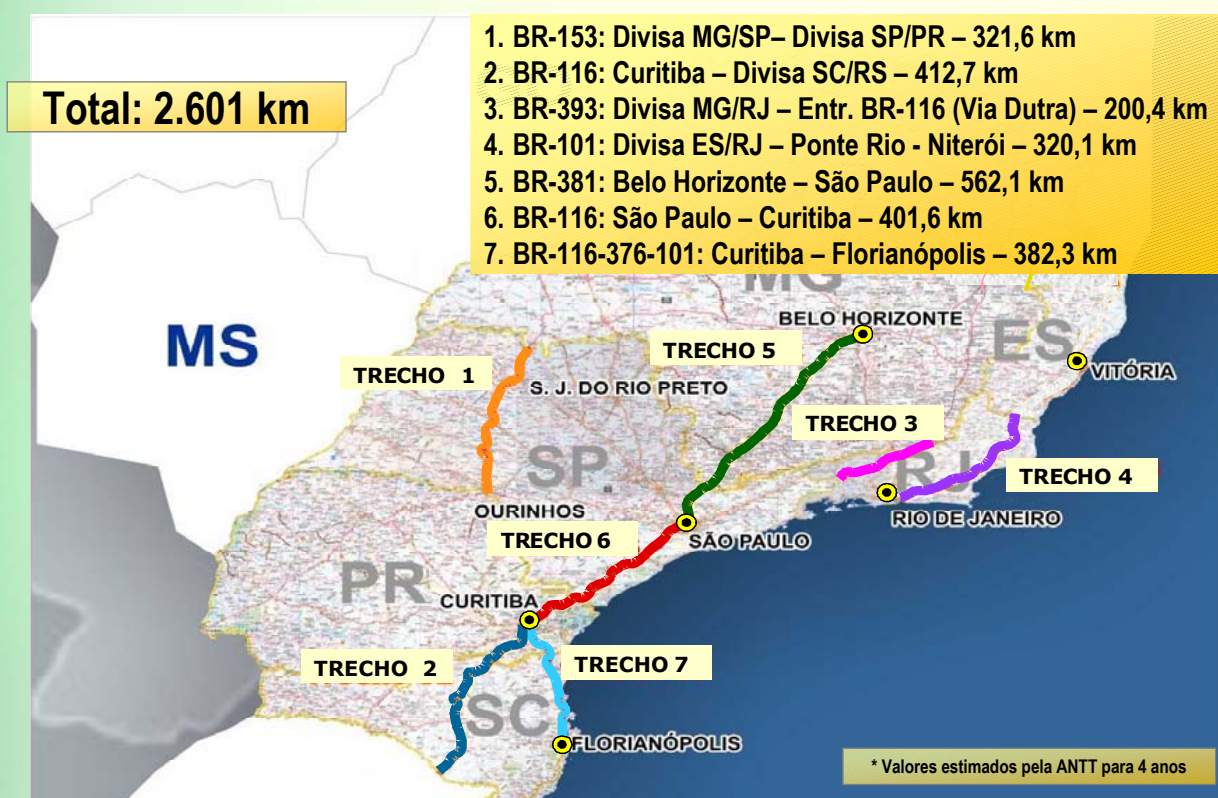 1. BR-153: Divisa MG/SP– Divisa SP/PR – 321,6 km
2. BR-116: Curitiba – Divisa SC/RS – 412,7 km
3. BR-393: Divisa MG/RJ – Entr. BR-116 (Via Dutra) – 200,4 km
4. BR-101: Divisa ES/RJ – Ponte Rio - Niterói – 320,1 km
5. BR-381: Belo Horizonte – São Paulo – 562,1 km
6. BR-116: São Paulo – Curitiba – 401,6 km
7. BR-116-376-101: Curitiba – Florianópolis – 382,3 km
Total: 2.601 km
MG
BELO HORIZONTE
MS
ES
TRECHO 5
VITÓRIA
TRECHO 1
S. J. DO RIO PRETO
TRECHO 3
SP
RJ
TRECHO 4
OURINHOS
RIO DE JANEIRO
TRECHO 6
SÃO PAULO
PR
CURITIBA
TRECHO 2
TRECHO 7
SC
FLORIANÓPOLIS
* Valores estimados pela ANTT para 4 anos